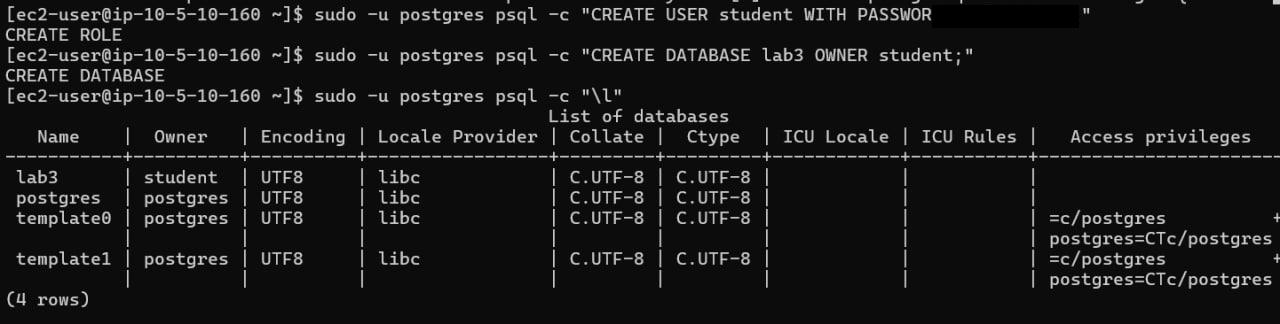 [ec2-user@ip-10-5-10-160 ~]$ sudo -u postgres psql -c "CREATE USER student WITH PASSWOR "
CREATE ROLE
[ec2-user@ip-10-5-10-160 ~]$ sudo -u postgres psql -c "CREATE DATABASE lab3 OWNER student;"
CREATE DATABASE
[ec2-user@ip-10-5-10-160 ~]$ sudo -u postgres psql -c "\l"
List of databases
Name | Owner | Encoding | Locale Provider | Collate | Ctype | ICU Locale | ICU Rules | Access privileges
-----------+----------+----------+-----------------+---------+---------+------------+-----------+-----------------------
lab3 | student | UTF8 | libc | C.UTF-8 | C.UTF-8 | | |
postgres | postgres | UTF8 | libc | C.UTF-8 | C.UTF-8 | | |
template0 | postgres | UTF8 | libc | C.UTF-8 | C.UTF-8 | | | =c/postgres +
| | | | | | | | postgres=CTc/postgres
template1 | postgres | UTF8 | libc | C.UTF-8 | C.UTF-8 | | | =c/postgres +
| | | | | | | | postgres=CTc/postgres
(4 rows)